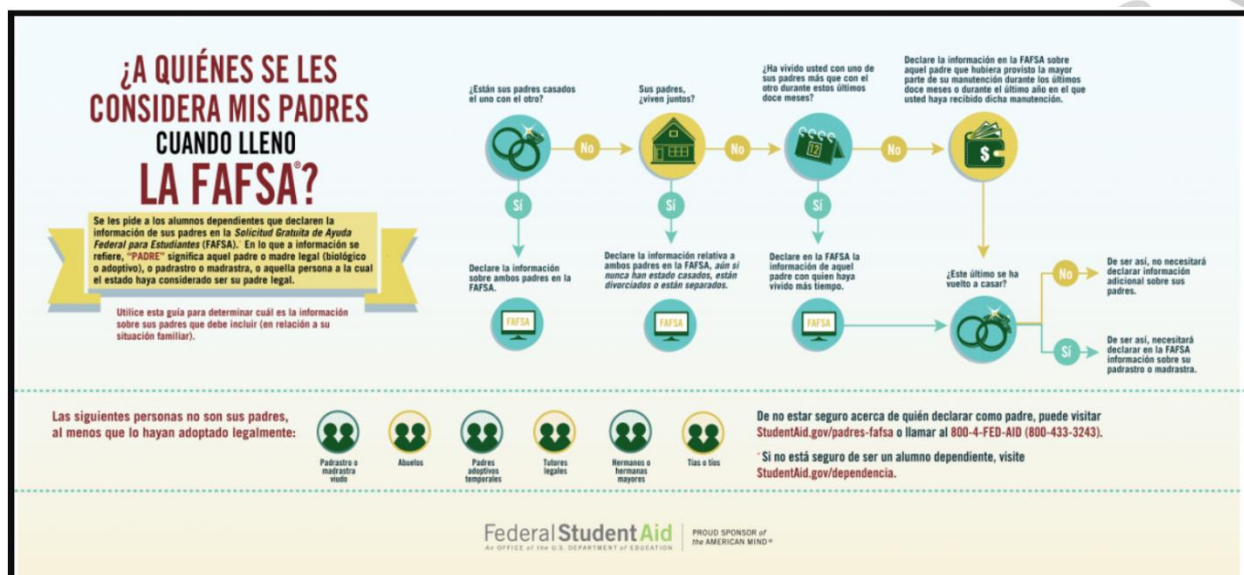 ¿A QUIÉNES SE LES
CONSIDERA MIS PADRES
CUANDO LLENO
LA FAFSA®?
Se les pide a los alumnos dependientes que declaren la
información de sus padres en la Solicitud Gratuita de Ayuda
Federal para Estudiantes (FAFSA).* En lo que a información se
refiere, “PADRE” significa aquel padre o madre legal (biológico
o adoptivo), o padrastro o madrastra, o aquella persona a la cual
el estado haya considerado ser su padre legal.
Utilice esta guía para determinar cuál es la información
sobre sus padres que debe incluir (en relación a su
situación familiar).
¿Están sus padres casados
el uno con el otro?
No
Sí
Declare la información
sobre ambos padres en la
FAFSA.
FAFSA
Sus padres,
¿viven juntos?
No
Sí
Declare la información relativa a
ambos padres en la FAFSA, aún si
nunca han estado casados, están
divorciados o están separados.
FAFSA
¿Ha vivido usted con uno de
sus padres más que con el
otro durante estos últimos
doce meses?
12
No
Sí
Declare en la FAFSA la
información de aquel
padre con quien haya
vivido más tiempo.
FAFSA
Declare la información en la FAFSA sobre
aquel padre que hubiera provisto la mayor
parte de su manutención durante los últimos
doce meses o durante el último año en el que
usted haya recibido dicha manutención.
$
¿Este último se ha
vuelto a casar?
No
De ser así, no necesitará
declarar información
adicional sobre sus
padres.
Sí
De ser así, necesitará
declarar en la FAFSA
información sobre su
padrastro o madrastra.
Las siguientes personas no son sus padres,
al menos que lo hayan adoptado legalmente:
Padrastro o
madrastra
viudo
Abuelos
Padres
adoptivos
temporales
Tutores
legales
Hermanos o
hermanas
mayores
Tías o tíos
De no estar seguro acerca de quién declarar como padre, puede visitar
StudentAid.gov/padres-fafsa o llamar al 800-4-FED-AID (800-433-3243).
*Si no está seguro de ser un alumno dependiente, visite
StudentAid.gov/dependencia.
Federal Student Aid
An OFFICE of the U.S. DEPARTMENT of EDUCATION
PROUD SPONSOR of
the AMERICAN MIND®